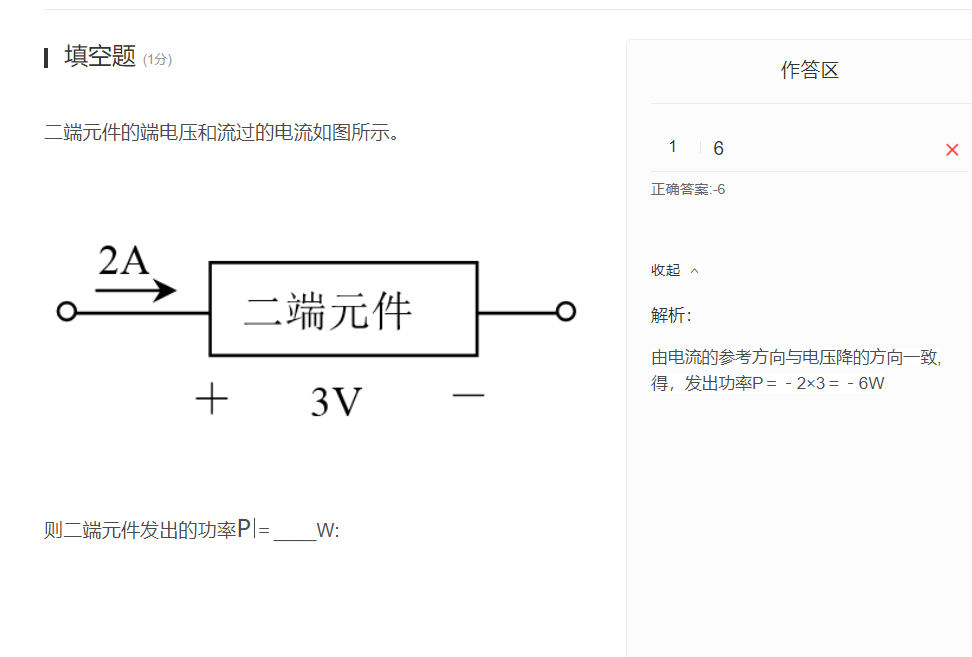 填空题 (1分)
二端元件的端电压和流过的电流如图所示。
2A
二端元件
+ 3V −
则二端元件发出的功率P|=____W:
作答区
1 6 ×
正确答案:-6
收起
解析：
由电流的参考方向与电压降的方向一致,
得，发出功率P＝﹣2×3＝﹣6W